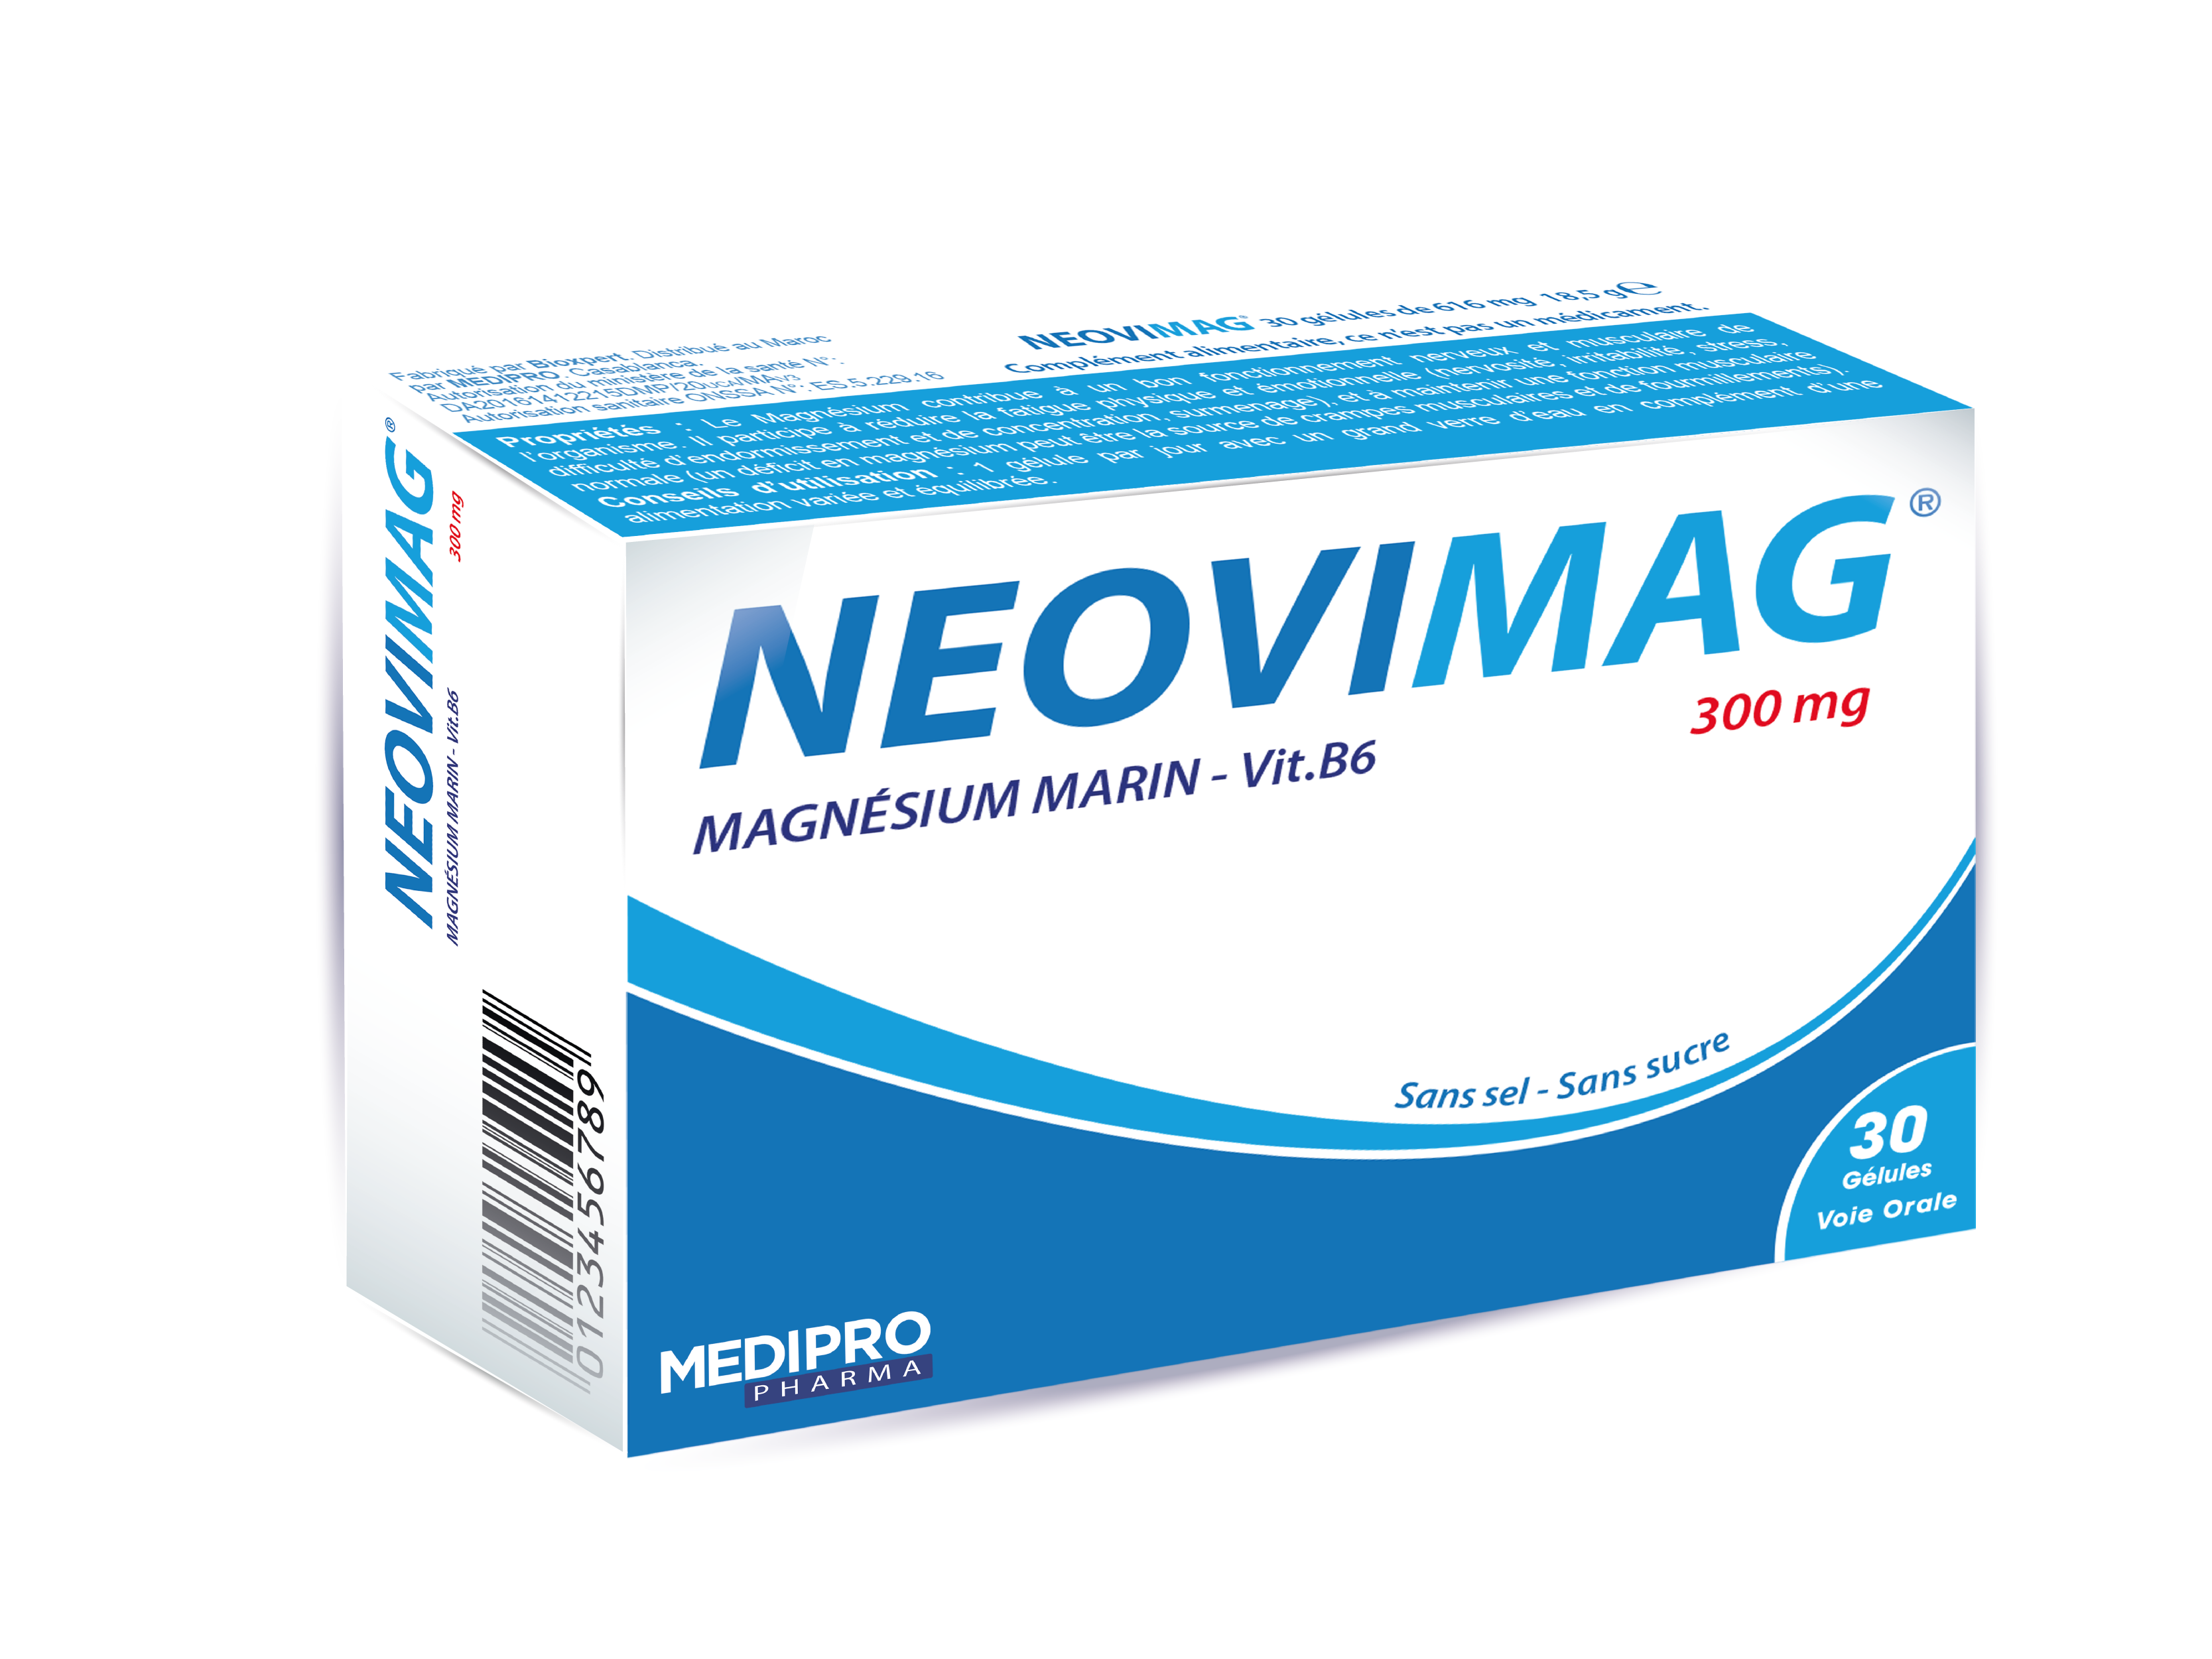 Fabriqué par Bioxpert. Distribué au Maroc
par MEDIPRO. Casablanca.
Autorisation du ministère de la santé N°:
DA20161412215DMP/20UCA/MAV3
Autorisation sanitaire ONSSA N°: ES.5.229.16
NEOVIMAG® 30 gélules de 616 mg 18,5 g e
Complément alimentaire, ce n'est pas un médicament.
Propriétés : Le Magnésium contribue à un bon fonctionnement nerveux et musculaire de
l'organisme. Il participe à réduire la fatigue physique et émotionnelle (nervosité, irritabilité, stress,
difficulté d'endormissement et de concentration, surmenage), et à maintenir une fonction musculaire
normale (un déficit en magnésium peut être la source de crampes musculaires et de fourmillements).
Conseils d'utilisation : 1 gélule par jour avec un grand verre d'eau en complément d'une
alimentation variée et équilibrée.
NEOVIMAG®
300 mg
MAGNÉSIUM MARIN - Vit.B6
0123456789
NEOVIMAG®
300 mg
MAGNÉSIUM MARIN - Vit.B6
Sans sel - Sans sucre
30
Gélules
Voie Orale
MEDIPRO
PHARMA